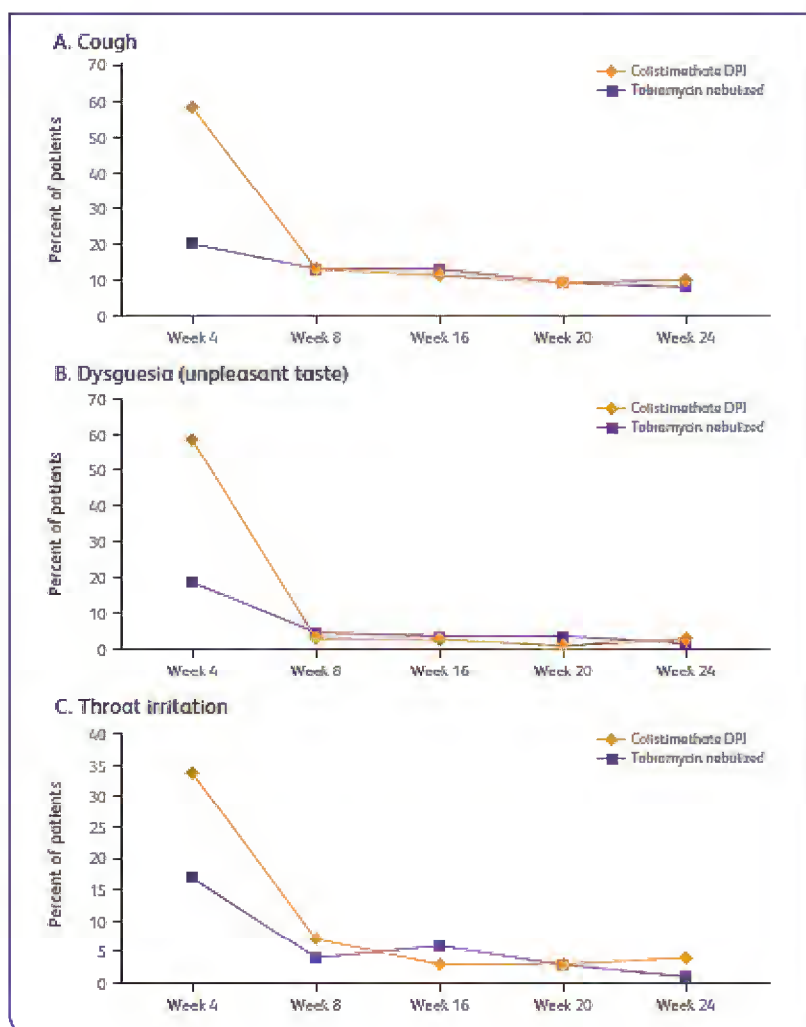 A. Cough
Colistimethate DPI
Tobramycin nebulized
Percent of patients
70
60
50
40
30
20
10
0
Week 4 Week 8 Week 16 Week 20 Week 24
B. Dysguesia (unpleasant taste)
Colistimethate DPI
Tobramycin nebulized
Percent of patients
70
60
50
40
30
20
10
0
Week 4 Week 8 Week 16 Week 20 Week 24
C. Throat irritation
Colistimethate DPI
Tobramycin nebulized
Percent of patients
40
35
30
25
20
15
10
5
0
Week 4 Week 8 Week 16 Week 20 Week 24